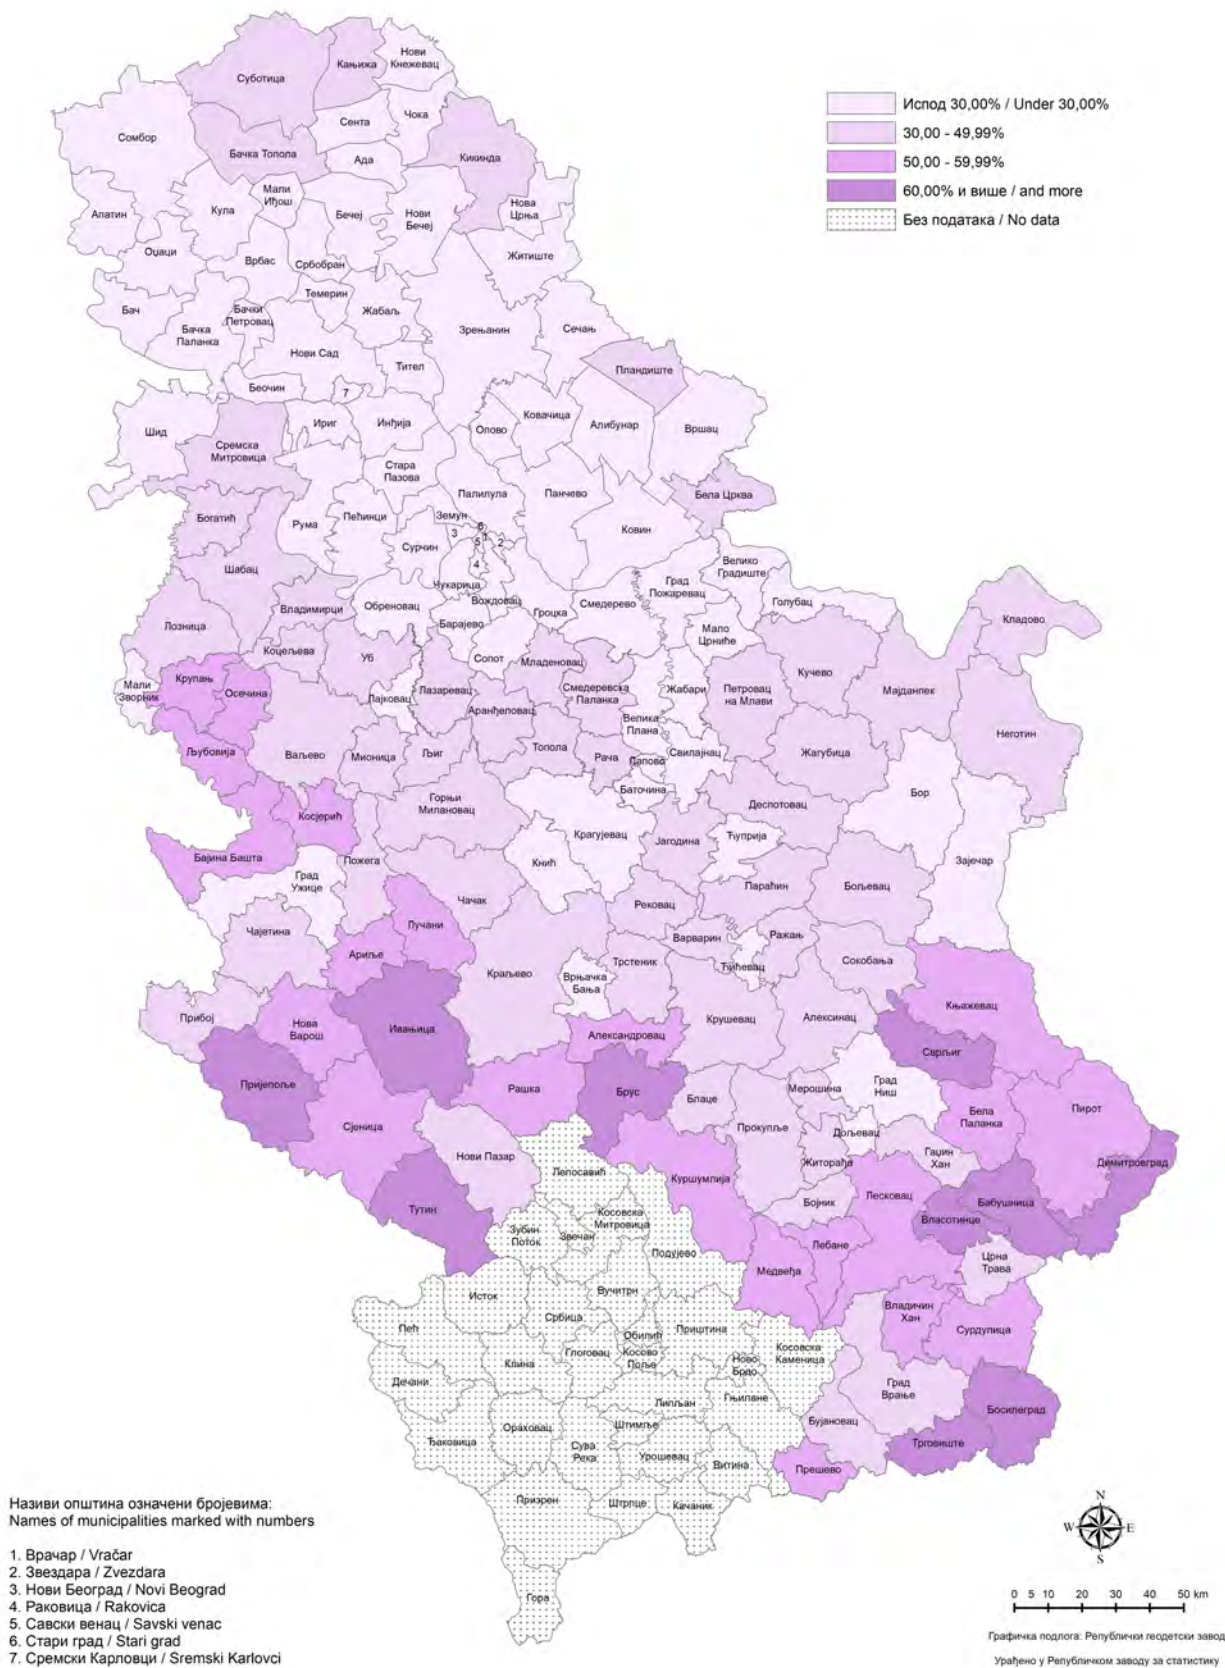 Нови
Кнежевац
Кањижа
Суботица
Чока
Сента
Сомбор
Бачка Топола
Ада
Кикинда
Мали
Иђош
Нова
Црња
Апатин
Кула
Бечеј
Нови
Бечеј
Оџаци
Врбас
Србобран
Житиште
Темерин
Бач
Бачки
Петровац
Жабаљ
Бачка
Паланка
Зрењанин
Сечањ
Нови Сад
Тител
Пландиште
Беочин
7
Ковачица
Шид
Ириг
Инђија
Опово
Алибунар
Вршац
Сремска
Митровица
Стара
Пазова
Палилула
Панчево
Бела Црква
Богатић
Рума
Пећинци
Земун
6
3
1
5
2
4
Ковин
Сурчин
Шабац
Велико
Градиште
Чукарица
Град
Пожаревац
Владимирци
Обреновац
Вождовац
Гроцка
Смедерево
Голубац
Кладово
Лозница
Барајево
Мало
Црниће
Коцељева
Уб
Сопот
Младеновац
Кучево
Мали
Зворник
Крупањ
Осечина
Лајковац
Лазаревац
Смедеревска
Паланка
Жабари
Петровац
на Млави
Мајданпек
Аранђеловац
Велика
Плана
Неготин
Љубовија
Ваљево
Мионица
Љиг
Топола
Рача
Лапово
Свилајнац
Жагубица
Баточина
Бор
Горњи
Милановац
Деспотовац
Косјерић
Крагујевац
Јагодина
Ћуприја
Бајина Башта
Пожега
Кнић
Зајечар
Град
Ужице
Параћин
Бољевац
Чачак
Рековац
Лучани
Чајетина
Варварин
Ражањ
Ариље
Трстеник
Ћићевац
Сокобања
Краљево
Врњачка
Бања
Књажевац
Прибој
Нова
Варош
Ивањица
Крушевац
Алексинац
Александровац
Сврљиг
Пријепоље
Рашка
Брус
Блаце
Мерошина
Град
Ниш
Бела
Паланка
Пирот
Сјеница
Прокупље
Дољевац
Нови Пазар
Гаџин
Хан
Димитровград
Лепосавић
Куршумлија
Житорађа
Тутин
Бојник
Лесковац
Бабушница
Косовска
Митровица
Власотинце
Зубин
Поток
Звечан
Лебане
Подујево
Медвеђа
Црна
Трава
Исток
Вучитрн
Владичин
Хан
Пећ
Србица
Обилић
Приштина
Сурдулица
Клина
Глоговац
Косово
Поље
Ново
Брдо
Косовска
Каменица
Дечани
Гњилане
Град
Врање
Липљан
Босилеград
Ђаковица
Ораховац
Штимље
Бујановац
Сува
Река
Урошевац
Витина
Прешево
Трговиште
Призрен
Штрпце
Качаник
Гора
Испод 30,00% / Under 30,00%
30,00 - 49,99%
50,00 - 59,99%
60,00% и више / and more
Без података / No data
Називи општина означени бројевима:
Names of municipalities marked with numbers
1. Врачар / Vračar
2. Звездара / Zvezdara
3. Нови Београд / Novi Beograd
4. Раковица / Rakovica
5. Савски венац / Savski venac
6. Стари град / Stari grad
7. Сремски Карловци / Sremski Karlovci
N
W
E
S
0 5 10 20 30 40 50 km
Графичка подлога: Републички геодетски завод
Урађено у Републичком заводу за статистику